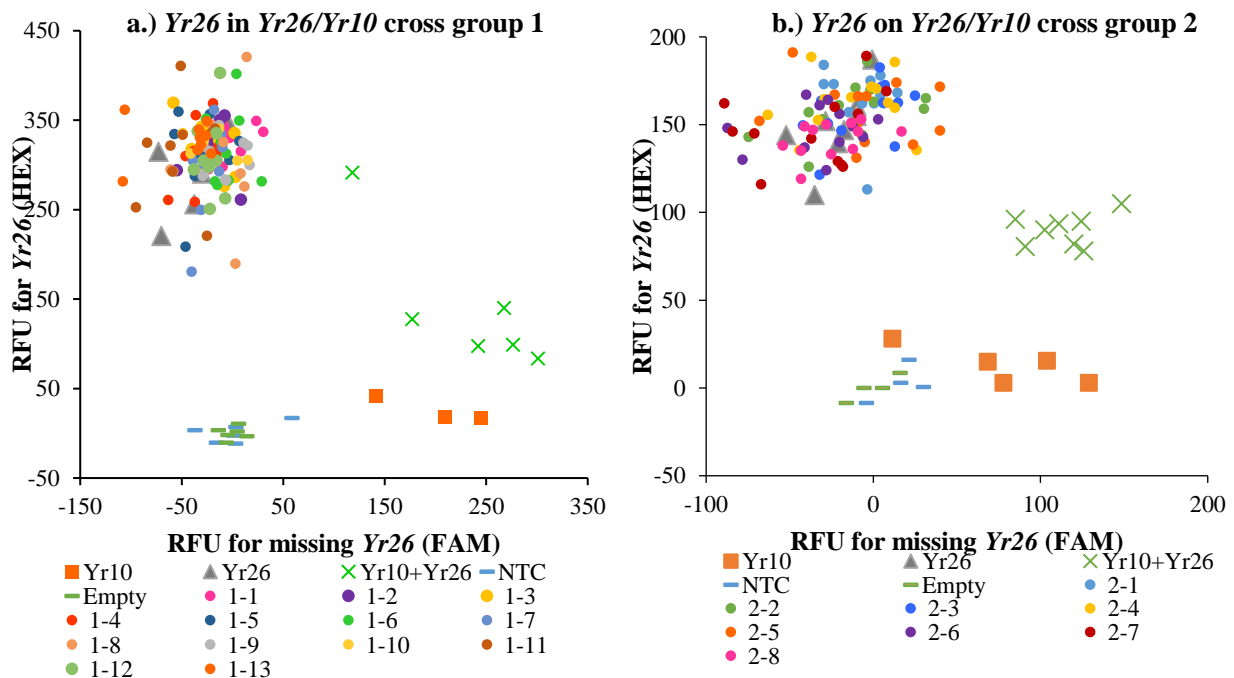 a.) Yr26 in Yr26/Yr10 cross group 1
RFU for Yr26 (HEX)
450
350
250
150
50
-50
-150
-50
50
150
250
350
RFU for missing Yr26 (FAM)
Yr10
Yr26
Yr10+Yr26
NTC
Empty
1-1
1-2
1-3
1-4
1-5
1-6
1-7
1-8
1-9
1-10
1-11
1-12
1-13
b.) Yr26 on Yr26/Yr10 cross group 2
RFU for Yr26 (HEX)
200
150
100
50
0
-50
-100
0
100
200
RFU for missing Yr26 (FAM)
Yr10
Yr26
Yr10+Yr26
NTC
Empty
2-1
2-2
2-3
2-4
2-5
2-6
2-7
2-8